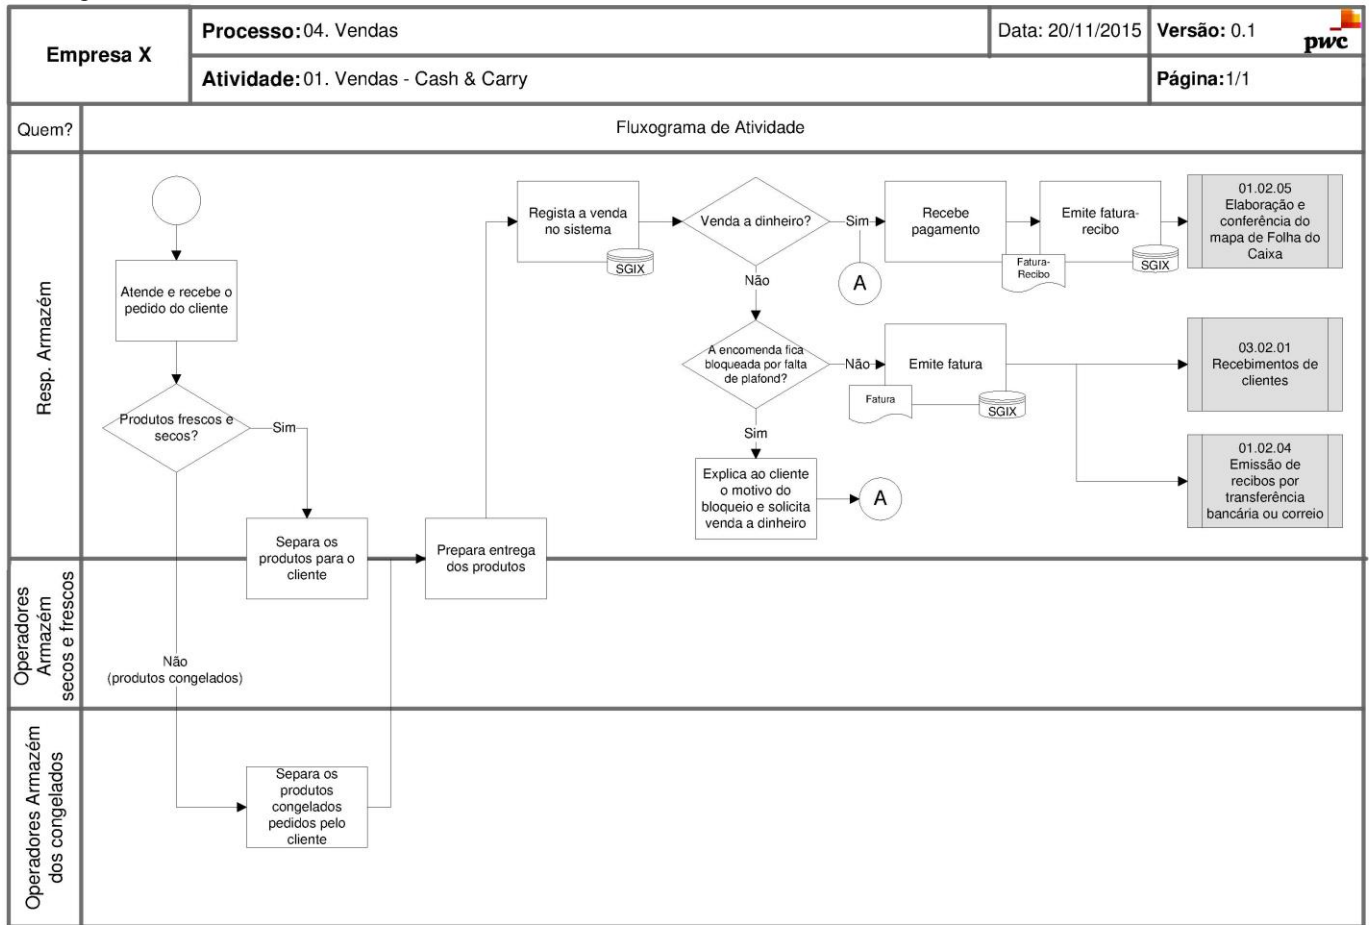 Empresa X
Processo: 04. Vendas
Data: 20/11/2015
Versão: 0.1
pwc
Atividade: 01. Vendas - Cash & Carry
Página:1/1
Quem?
Fluxograma de Atividade
Resp. Armazém
Atende e recebe o
pedido do cliente
Produtos frescos e
secos?
Sim
Não
(produtos congelados)
Separa os
produtos para o
cliente
Prepara entrega
dos produtos
Regista a venda
no sistema
SGIX
Venda a dinheiro?
Sim
A
Não
Recebe
pagamento
Fatura-
Recibo
Emite fatura-
recibo
SGIX
01.02.05
Elaboração e
conferência do
mapa de Folha do
Caixa
A encomenda fica
bloqueada por falta
de plafond?
Não
Emite fatura
Fatura
SGIX
03.02.01
Recebimentos de
clientes
Sim
Explica ao cliente
o motivo do
bloqueio e solicita
venda a dinheiro
A
01.02.04
Emissão de
recibos por
transferência
bancária ou correio
Operadores
Armazém
secos e frescos
Operadores Armazém
dos congelados
Separa os
produtos
congelados
pedidos pelo
cliente